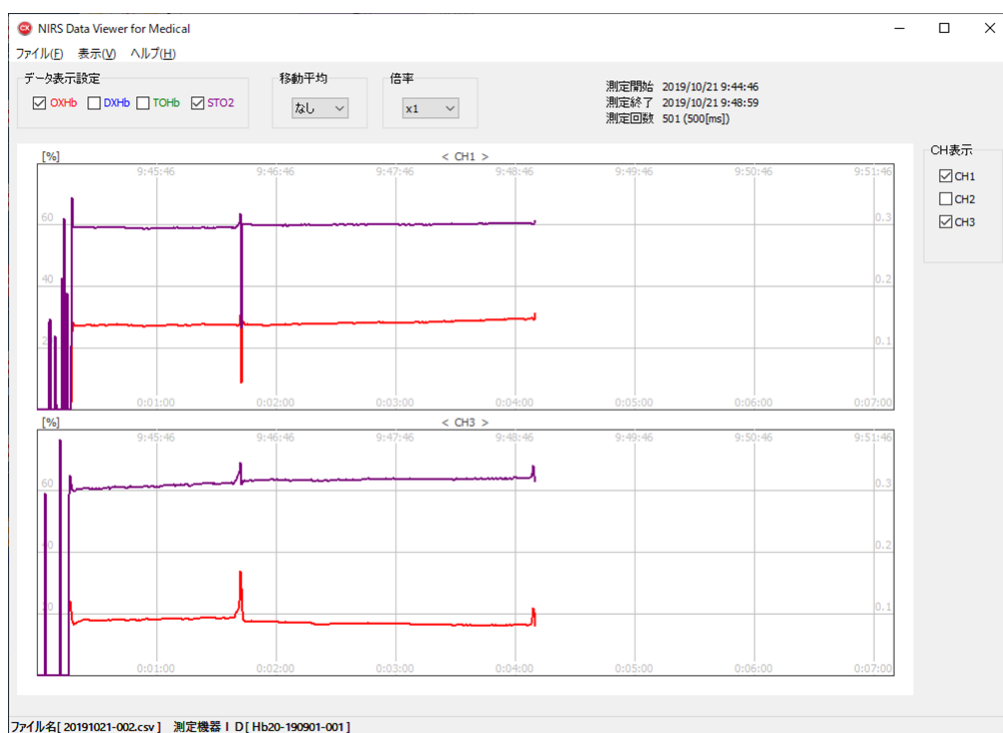 CX NIRS Data Viewer for Medical
ファイル(F) 表示(V) ヘルプ(H)
データ表示設定
OXHb DXHb TOHb STO2
移動平均
なし
倍率
x1
測定開始 2019/10/21 9:44:46
測定終了 2019/10/21 9:48:59
測定回数 501 (500[ms])
CH表示
CH1
CH2
CH3
[%] < CH1 >
9:45:46 9:46:46 9:47:46 9:48:46 9:49:46 9:50:46 9:51:46
60 0.3
40 0.2
0.1
0:01:00 0:02:00 0:03:00 0:04:00 0:05:00 0:06:00 0:07:00
[%] < CH3 >
9:45:46 9:46:46 9:47:46 9:48:46 9:49:46 9:50:46 9:51:46
60 0.3
40 0.2
20 0.1
0:01:00 0:02:00 0:03:00 0:04:00 0:05:00 0:06:00 0:07:00
ファイル名[ 20191021-002.csv ] 測定機器ＩＤ[ Hb20-190901-001 ]